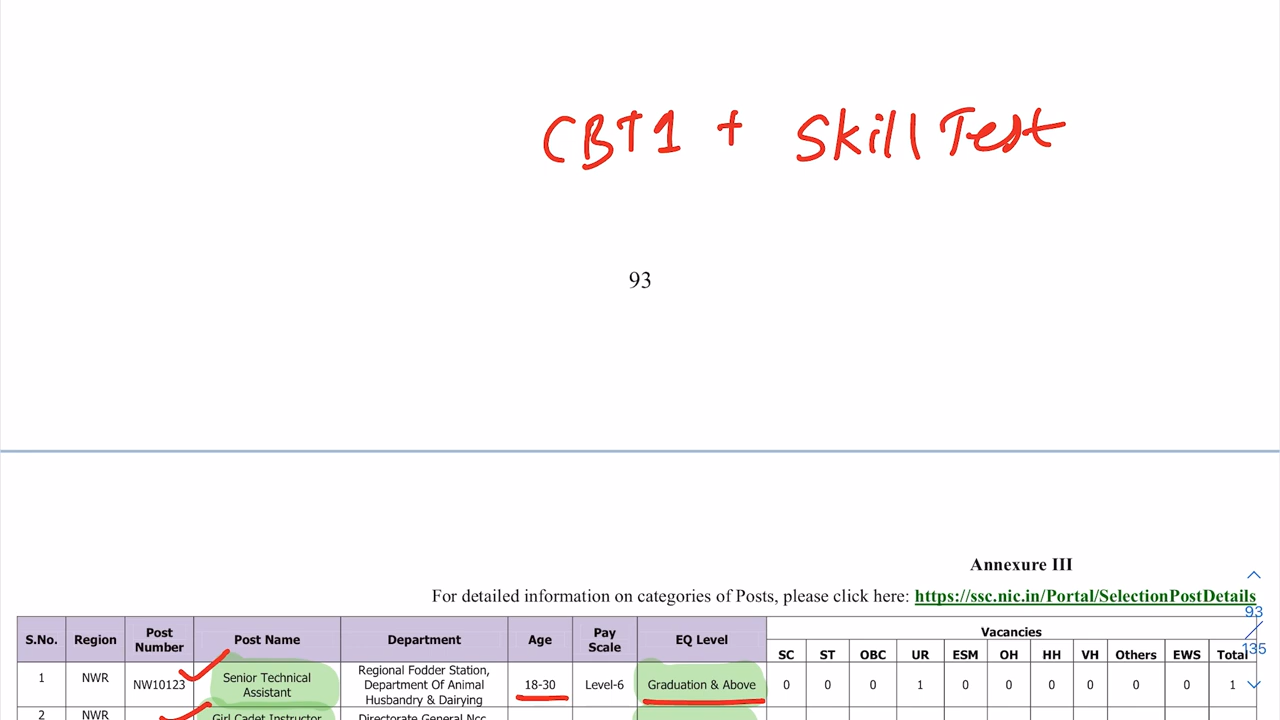 CBT1 + Skill Test
93
Annexure III
For detailed information on categories of Posts, please click here: https://ssc.nic.in/Portal/SelectionPostDetails
93
135
S.No. Region Post Number Post Name Department Age Pay Scale EQ Level Vacancies
SC ST OBC UR ESM OH HH VH Others EWS Total
1 NWR NW10123 Senior Technical Assistant Regional Fodder Station, Department Of Animal Husbandry & Dairying 18-30 Level-6 Graduation & Above 0 0 0 1 0 0 0 0 0 0 1
2 NWR Girl Cadet Instructor Directorate General Ncc